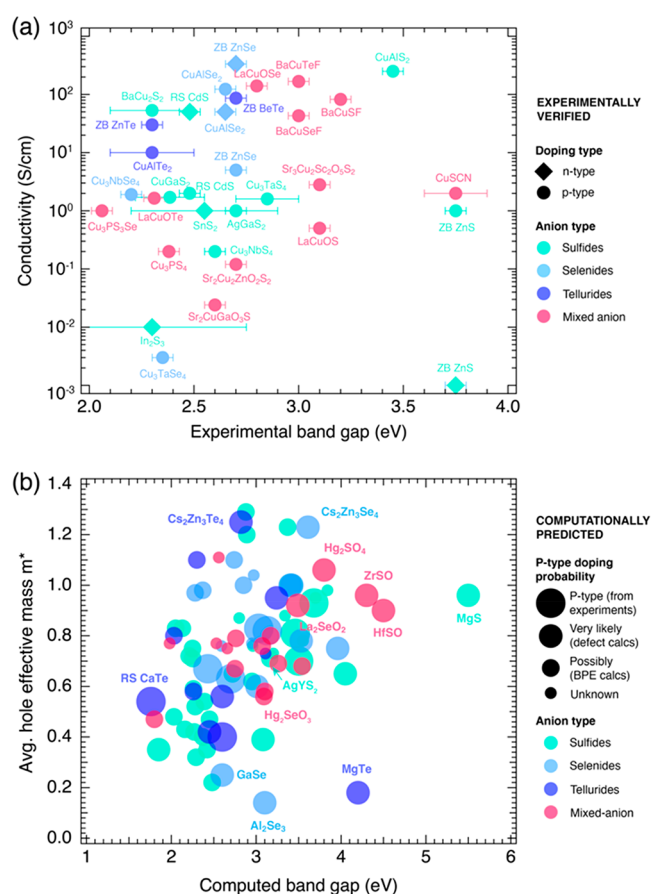 (a)
10³
10²
10¹
10⁰
10⁻¹
10⁻²
10⁻³
Conductivity (S/cm)
ZB ZnSe
CuAlS₂
BaCuTeF
LaCuOSe
CuAlSe₂
BaCu₂S₂
RS CdS
BaCuSF
ZB BeTe
ZB ZnTe
CuAlSe₂
BaCuSeF
CuAlTe₂
ZB ZnSe
Sr₃Cu₂Sc₂O₅S₂
Cu₃NbSe₄
CuGaS₂
RS CdS
Cu₃TaS₄
CuSCN
Cu₃PS₃Se
LaCuOTe
SnS₂
AgGaS₂
ZB ZnS
LaCuOS
Cu₃PS₄
Cu₃NbS₄
Sr₂Cu₂ZnO₂S₂
Sr₂CuGaO₃S
In₂S₃
Cu₃TaSe₄
ZB ZnS
2.0
2.5
3.0
3.5
4.0
Experimental band gap (eV)
EXPERIMENTALLY
VERIFIED
Doping type
n-type
p-type
Anion type
Sulfides
Selenides
Tellurides
Mixed anion
(b)
1.4
1.2
1.0
0.8
0.6
0.4
0.2
0.0
Avg. hole effective mass m*
Cs₂Zn₃Te₄
Cs₂Zn₃Se₄
Hg₂SO₄
ZrSO
MgS
La₂SeO₂
HfSO
RS CaTe
AgYS₂
Hg₂SeO₃
GaSe
MgTe
Al₂Se₃
1
2
3
4
5
6
Computed band gap (eV)
COMPUTATIONALLY
PREDICTED
P-type doping
probability
P-type (from
experiments)
Very likely
(defect calcs)
Possibly
(BPE calcs)
Unknown
Anion type
Sulfides
Selenides
Tellurides
Mixed-anion